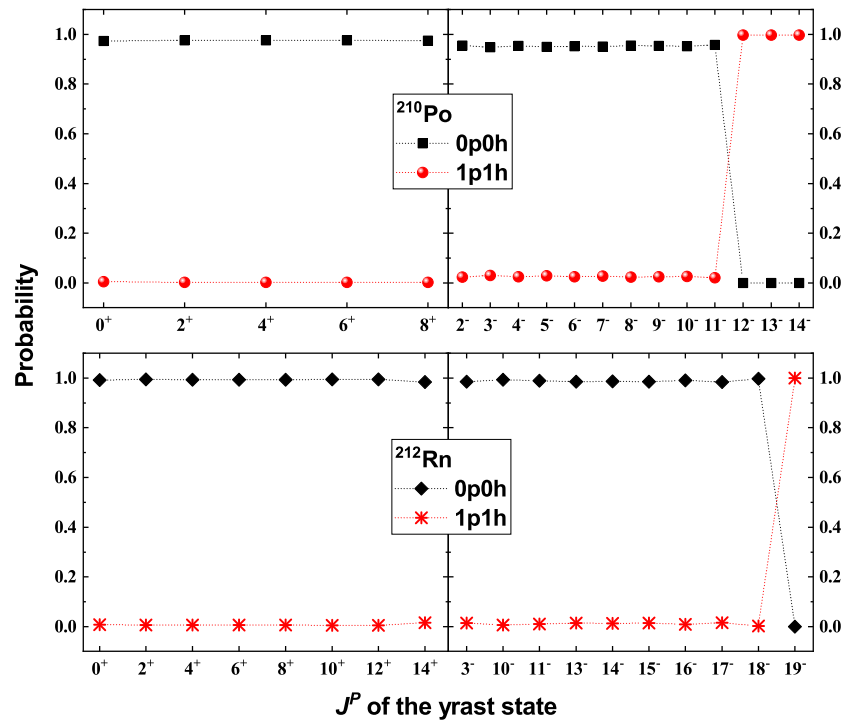 1.0 1.0
0.8 0.8
²¹⁰Po
0p0h
1p1h
0.6 0.6
0.4 0.4
0.2 0.2
0.0 0.0
0⁺ 2⁺ 4⁺ 6⁺ 8⁺ 2⁻ 3⁻ 4⁻ 5⁻ 6⁻ 7⁻ 8⁻ 9⁻ 10⁻ 11⁻ 12⁻ 13⁻ 14⁻
Probability
1.0 1.0
0.8 0.8
²¹²Rn
0p0h
1p1h
0.6 0.6
0.4 0.4
0.2 0.2
0.0 0.0
0⁺ 2⁺ 4⁺ 6⁺ 8⁺ 10⁺ 12⁺ 14⁺ 3⁻ 10⁻ 11⁻ 13⁻ 14⁻ 15⁻ 16⁻ 17⁻ 18⁻ 19⁻
Jᴾ of the yrast state